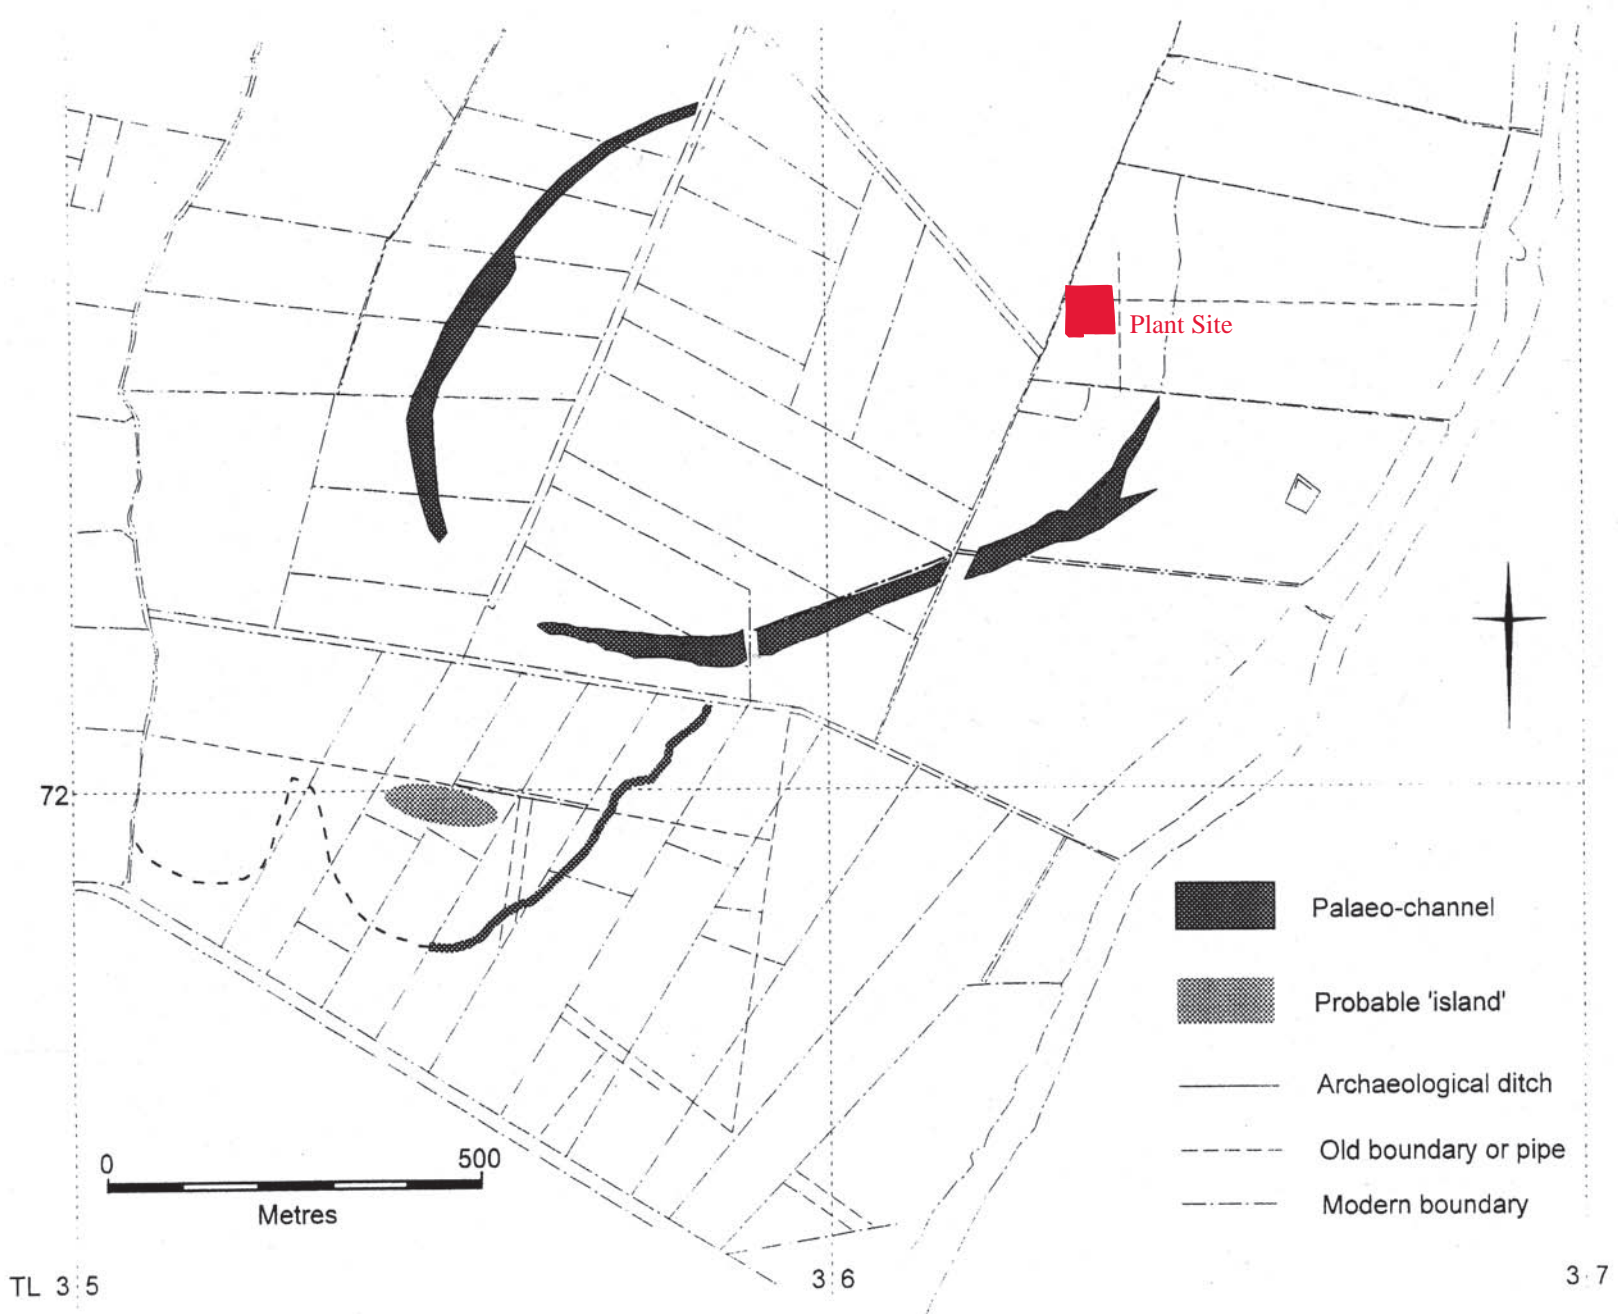 Plant Site
72
Palaeo-channel
Probable 'island'
Archaeological ditch
Old boundary or pipe
Modern boundary
0 500
Metres
TL 3 5 3 6 3 7